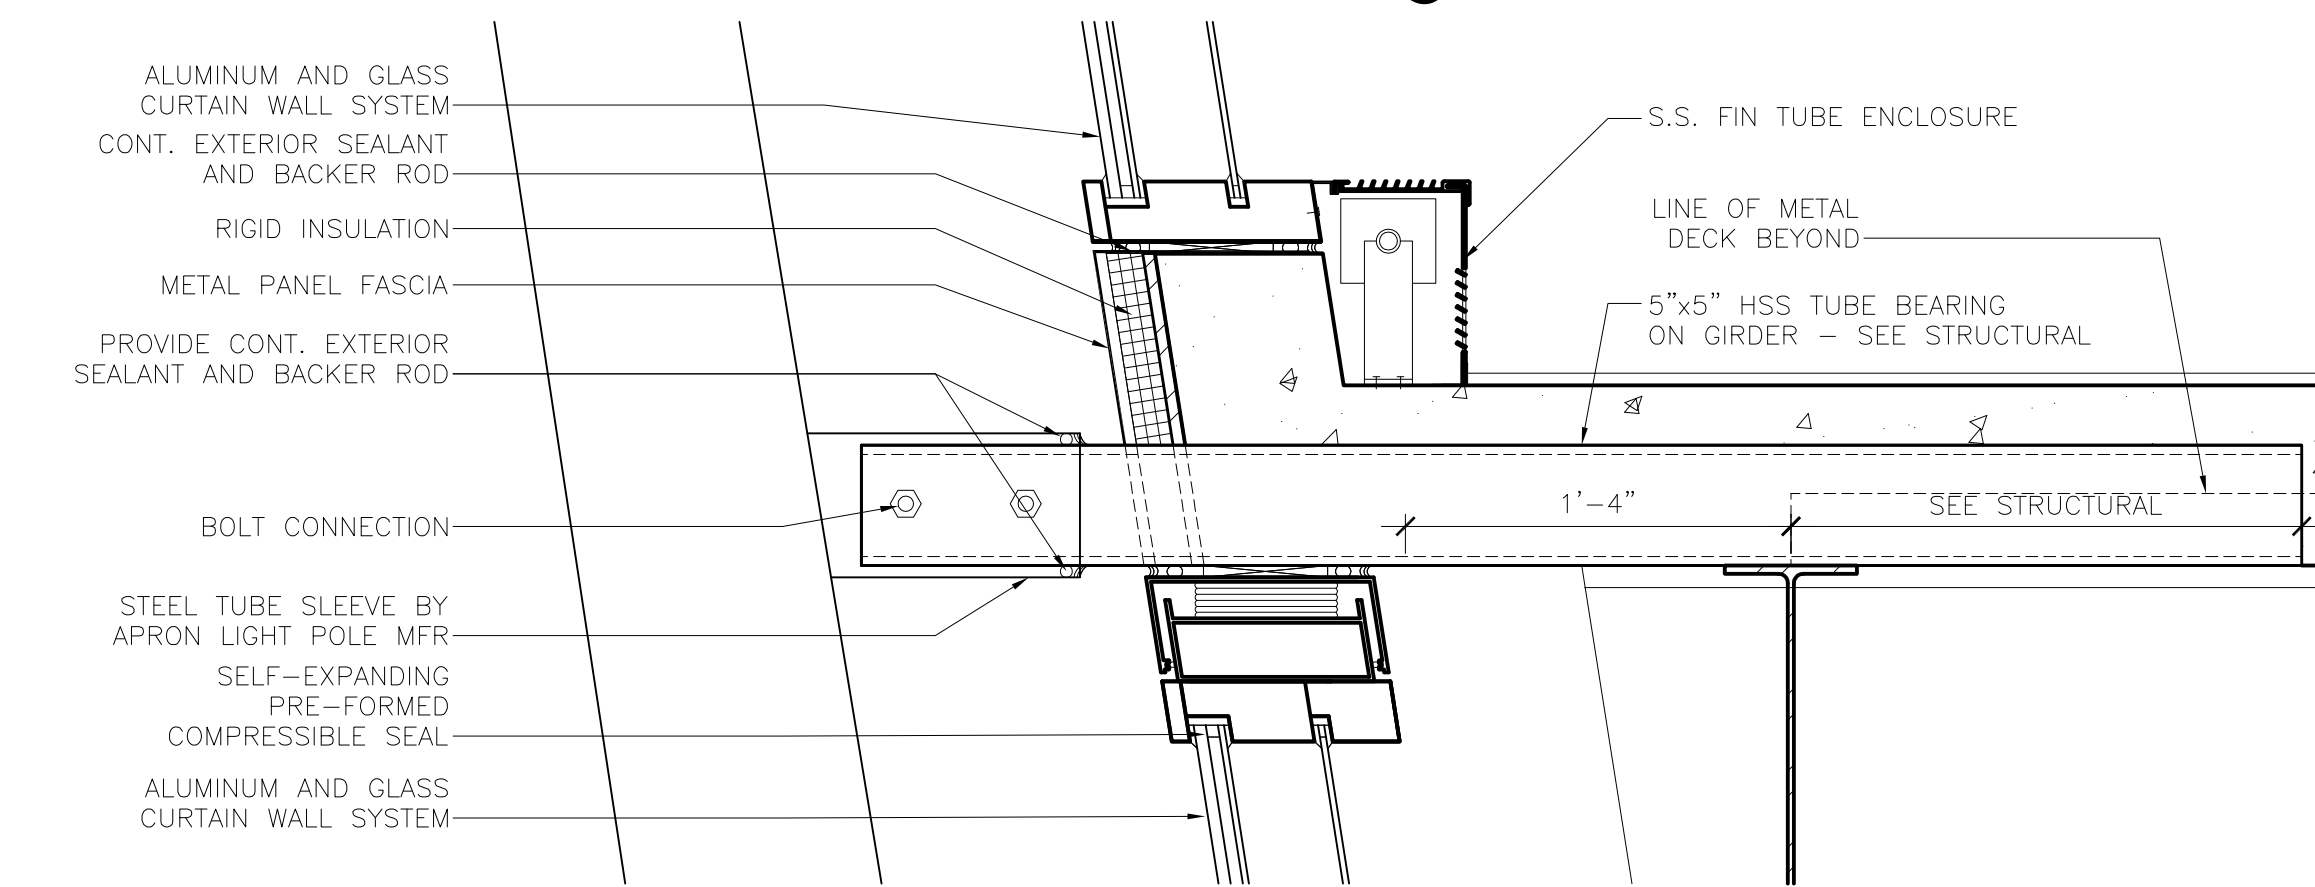 ALUMINUM AND GLASS
CURTAIN WALL SYSTEM
CONT. EXTERIOR SEALANT
AND BACKER ROD
RIGID INSULATION
METAL PANEL FASCIA
PROVIDE CONT. EXTERIOR
SEALANT AND BACKER ROD
BOLT CONNECTION
STEEL TUBE SLEEVE BY
APRON LIGHT POLE MFR
SELF-EXPANDING
PRE-FORMED
COMPRESSIBLE SEAL
ALUMINUM AND GLASS
CURTAIN WALL SYSTEM
S.S. FIN TUBE ENCLOSURE
LINE OF METAL
DECK BEYOND
5"x5" HSS TUBE BEARING
ON GIRDER - SEE STRUCTURAL
1'-4"
SEE STRUCTURAL